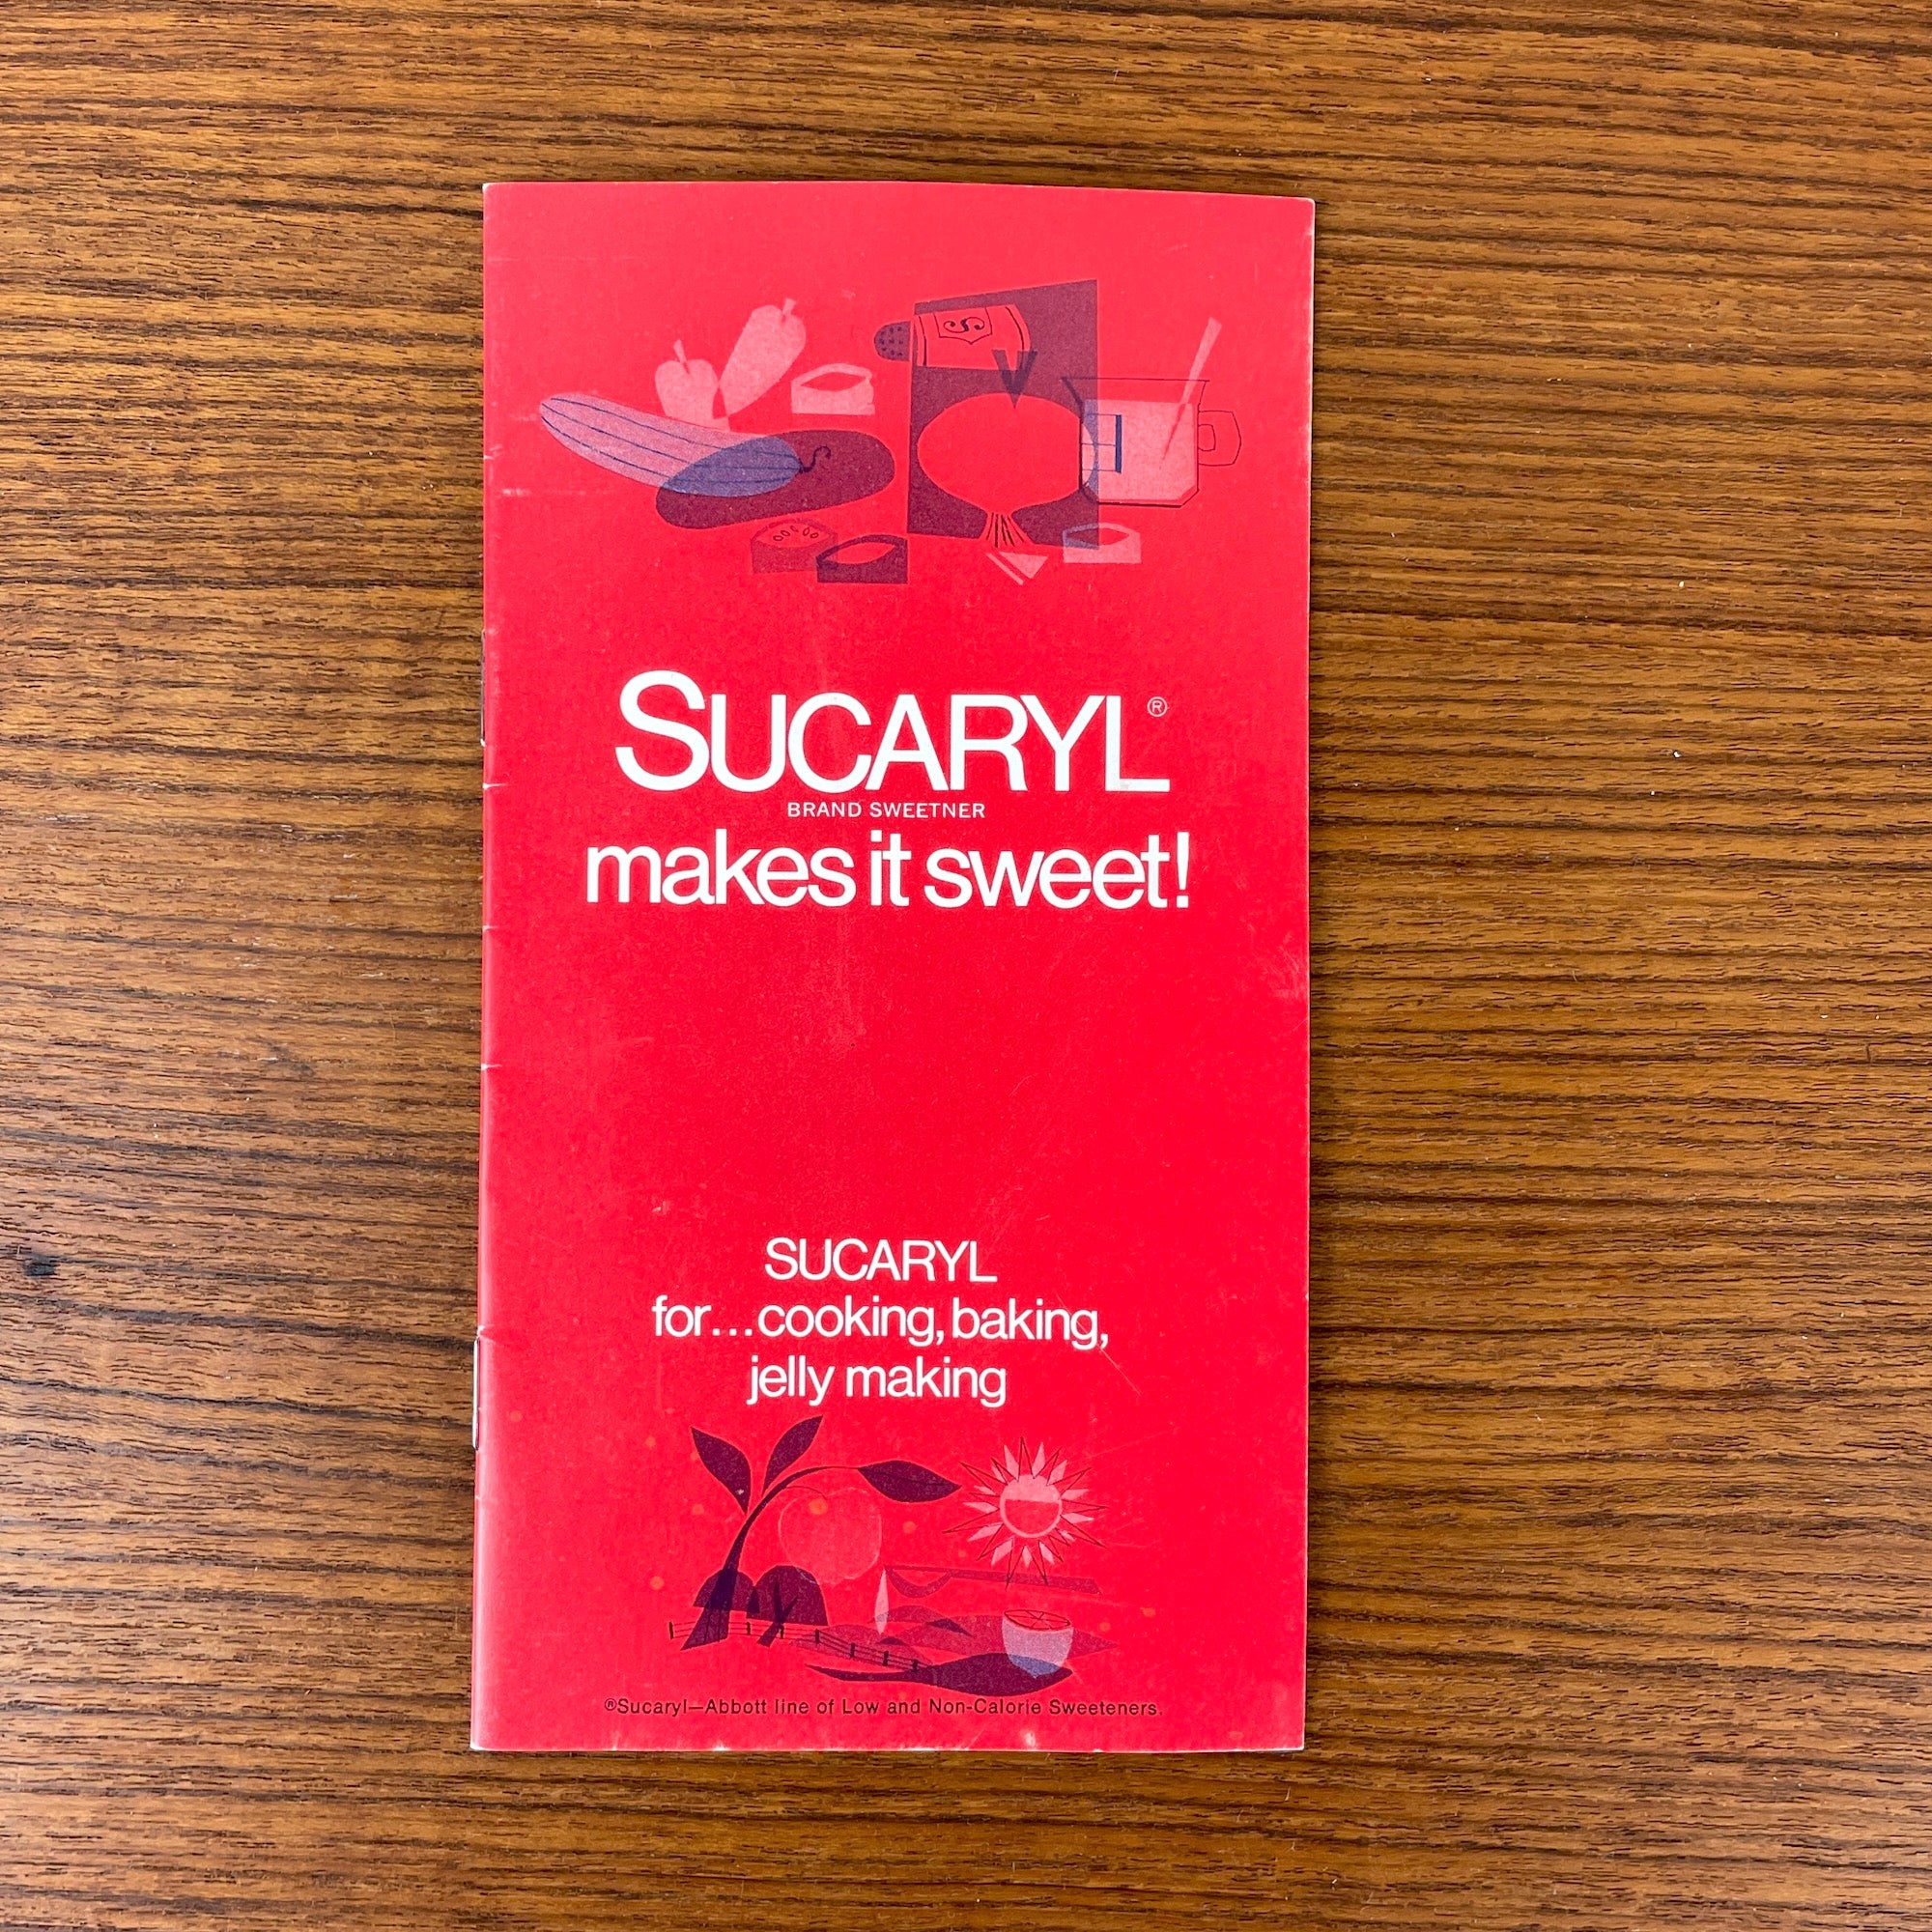 S
SUCARYL®
BRAND SWEETNER
makes it sweet!
SUCARYL
for...cooking, baking,
jelly making
®Sucaryl—Abbott line of Low and Non-Calorie Sweeteners.